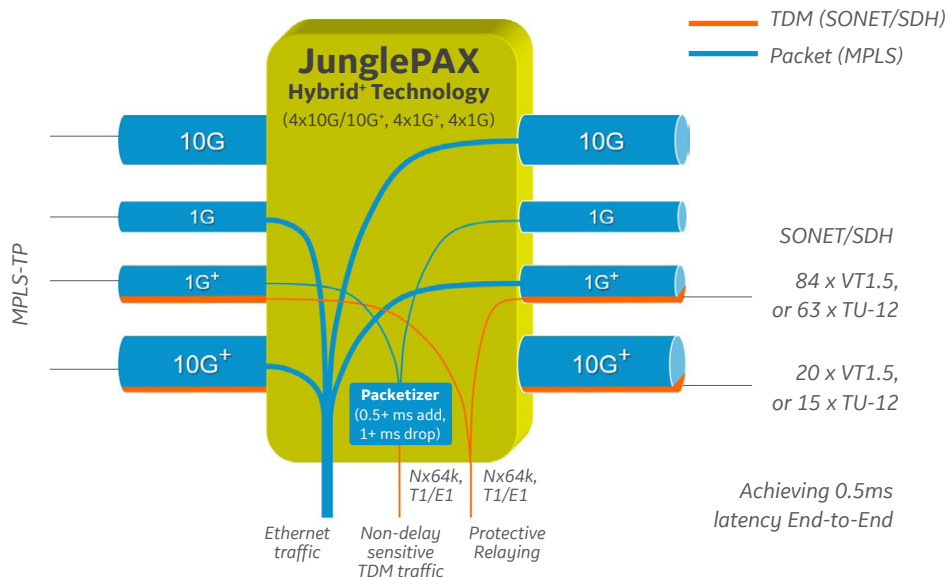 TDM (SONET/SDH)
Packet (MPLS)
JunglePAX
Hybrid⁺ Technology
(4x10G/10G⁺, 4x1G⁺, 4x1G)
10G
10G
1G
1G
SONET/SDH
MPLS-TP
1G⁺
1G⁺
84 x VT1.5,
or 63 x TU-12
10G⁺
10G⁺
20 x VT1.5,
or 15 x TU-12
Packetizer
(0.5+ ms add,
1+ ms drop)
Nx64k,
T1/E1
Nx64k,
T1/E1
Achieving 0.5ms
latency End-to-End
Ethernet
traffic
Non-delay
sensitive
TDM traffic
Protective
Relaying